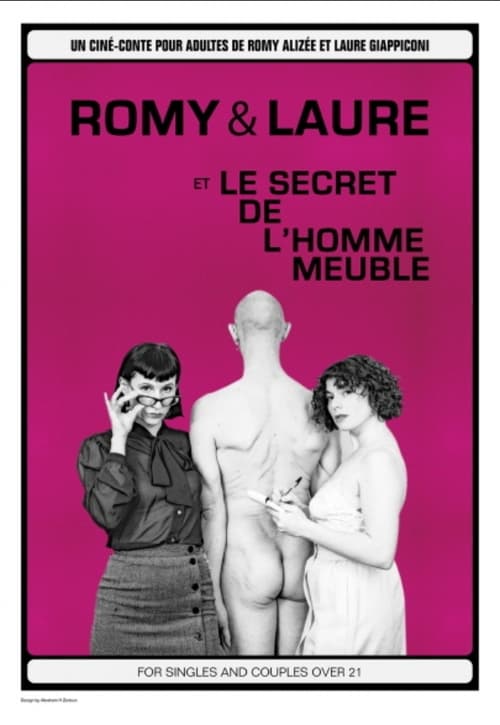 UN CINÉ-CONTE POUR ADULTES DE ROMY ALIZÉE ET LAURE GIAPPICONI
ROMY & LAURE
ET LE SECRET
DE
L'HOMME
MEUBLE
FOR SINGLES AND COUPLES OVER 21